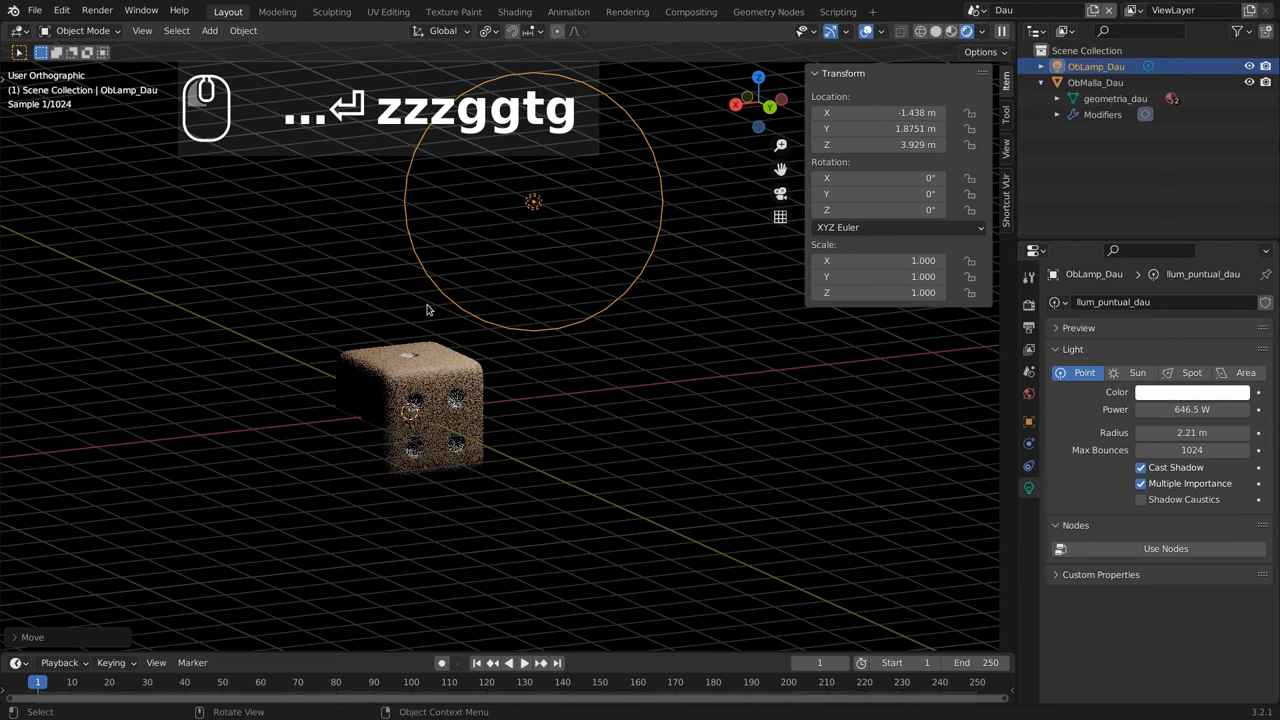 File Edit Render Window Help Layout Modeling Sculpting UV Editing Texture Paint Shading Animation Rendering Compositing Geometry Nodes Scripting + Dau ViewLayer
Object Mode View Select Add Object Global
Options
User Orthographic
(1) Scene Collection | ObLamp_Dau
Sample 1/1024
...⏎ zzzggtg
Z
X
Y
Transform
Location:
X -1.438 m
Y 1.8751 m
Z 3.929 m
Rotation:
X 0°
Y 0°
Z 0°
XYZ Euler
Scale:
X 1.000
Y 1.000
Z 1.000
Item
Tool
View
Shortcut VUr
Scene Collection
ObLamp_Dau
ObMalla_Dau
geometria_dau 2
Modifiers
ObLamp_Dau llum_puntual_dau
llum_puntual_dau
Preview
Light
Point Sun Spot Area
Color
Power 646.5 W
Radius 2.21 m
Max Bounces 1024
Cast Shadow
Multiple Importance
Shadow Caustics
Nodes
Use Nodes
Custom Properties
Move
Playback Keying View Marker 1 Start 1 End 250
1 10 20 30 40 50 60 70 80 90 100 110 120 130 140 150 160 170 180 190 200 210 220 230 240 250
Select Rotate View Object Context Menu 3.2.1